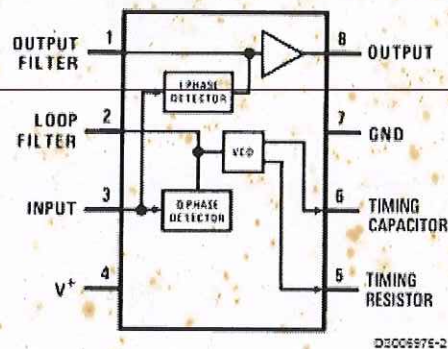 1
OUTPUT
FILTER
8
OUTPUT
I PHASE
DETECTOR
2
LOOP
FILTER
7
GND
VCO
3
INPUT
Q PHASE
DETECTOR
6
TIMING
CAPACITOR
4
V+
5
TIMING
RESISTOR
DS006975-2